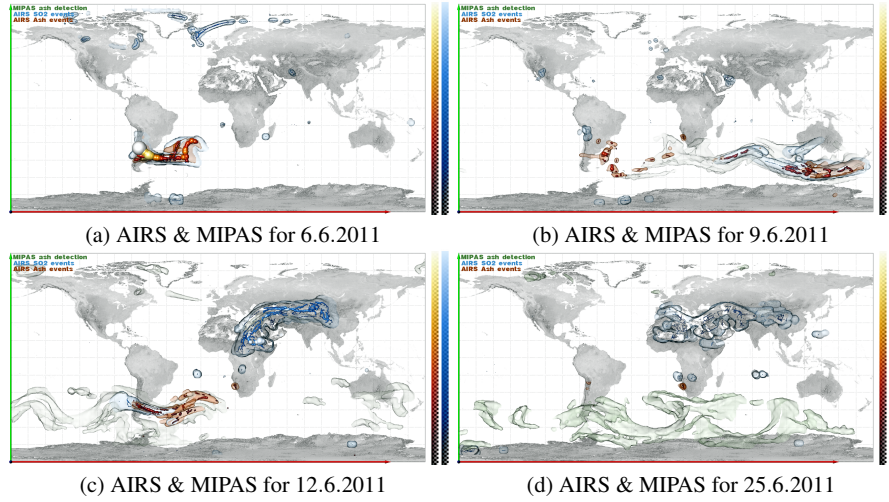 MIPAS ash detection
AIRS SO2 events
AIRS Ash events
(a) AIRS & MIPAS for 6.6.2011
MIPAS ash detection
AIRS SO2 events
AIRS Ash events
(b) AIRS & MIPAS for 9.6.2011
MIPAS ash detection
AIRS SO2 events
AIRS Ash events
(c) AIRS & MIPAS for 12.6.2011
MIPAS ash detection
AIRS SO2 events
AIRS Ash events
(d) AIRS & MIPAS for 25.6.2011